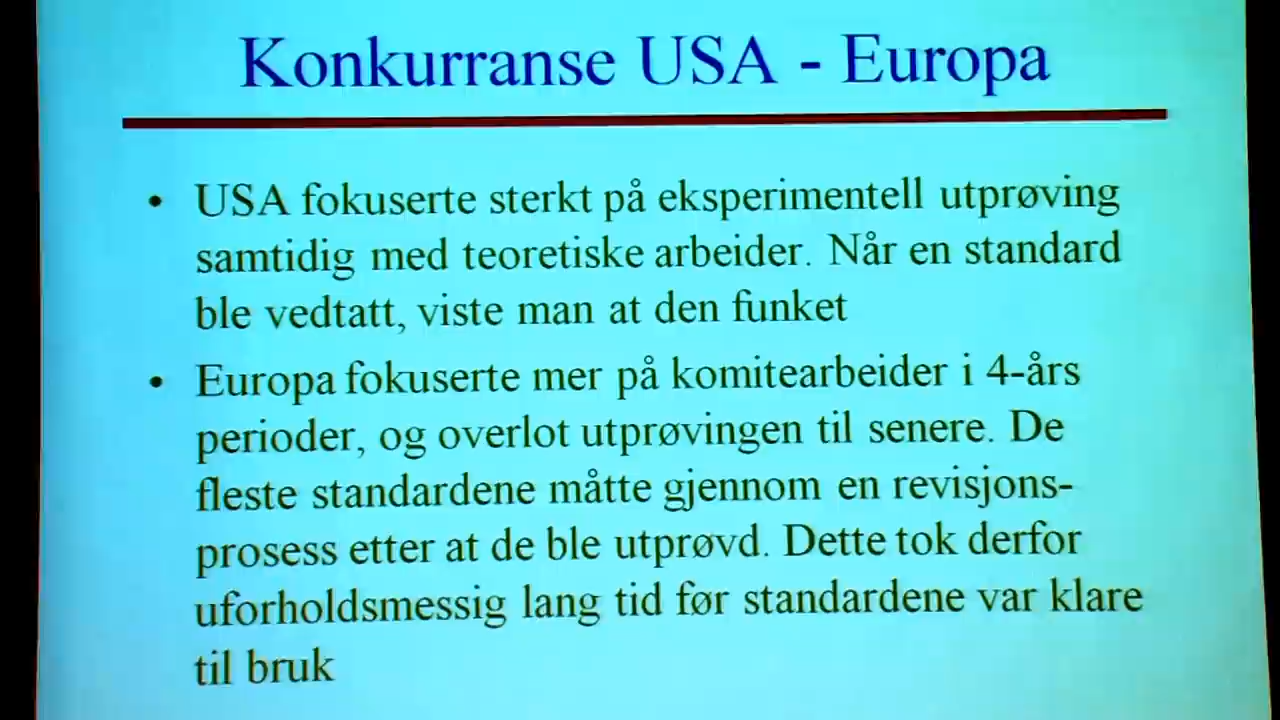 Konkurranse USA - Europa
• USA fokuserte sterkt på eksperimentell utprøving
samtidig med teoretiske arbeider. Når en standard
ble vedtatt, viste man at den funket
• Europa fokuserte mer på komitearbeider i 4-års
perioder, og overlot utprøvingen til senere. De
fleste standardene måtte gjennom en revisjons-
prosess etter at de ble utprøvd. Dette tok derfor
uforholdsmessig lang tid før standardene var klare
til bruk